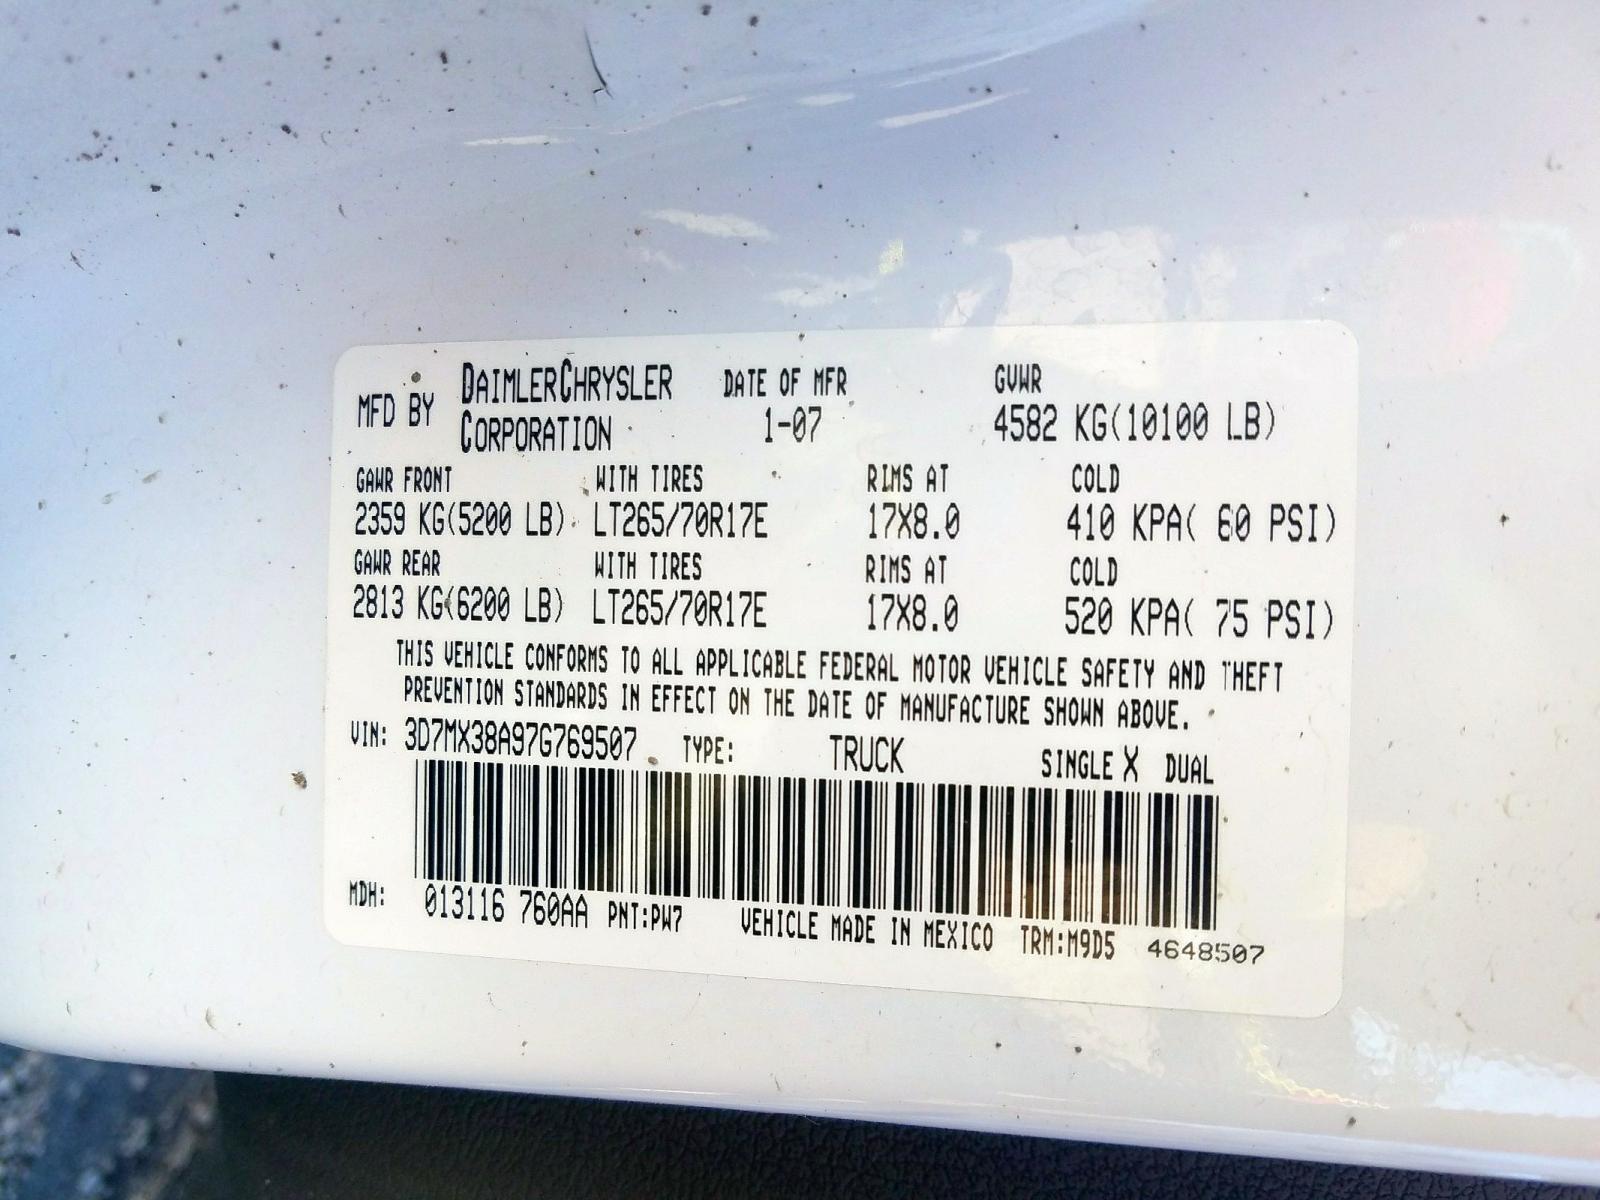 MFD BY DAIMLERCHRYSLER CORPORATION DATE OF MFR 1-07 GVWR 4582 KG(10100 LB)
GAWR FRONT WITH TIRES RIMS AT COLD
2359 KG(5200 LB) LT265/70R17E 17X8.0 410 KPA( 60 PSI)
GAWR REAR WITH TIRES RIMS AT COLD
2813 KG(6200 LB) LT265/70R17E 17X8.0 520 KPA( 75 PSI)
THIS VEHICLE CONFORMS TO ALL APPLICABLE FEDERAL MOTOR VEHICLE SAFETY AND THEFT
PREVENTION STANDARDS IN EFFECT ON THE DATE OF MANUFACTURE SHOWN ABOVE.
VIN: 3D7MX38A97G769507 TYPE: TRUCK SINGLE X DUAL
MDH: 013116 760AA PNT:PW7 VEHICLE MADE IN MEXICO TRM:M9D5 4648507